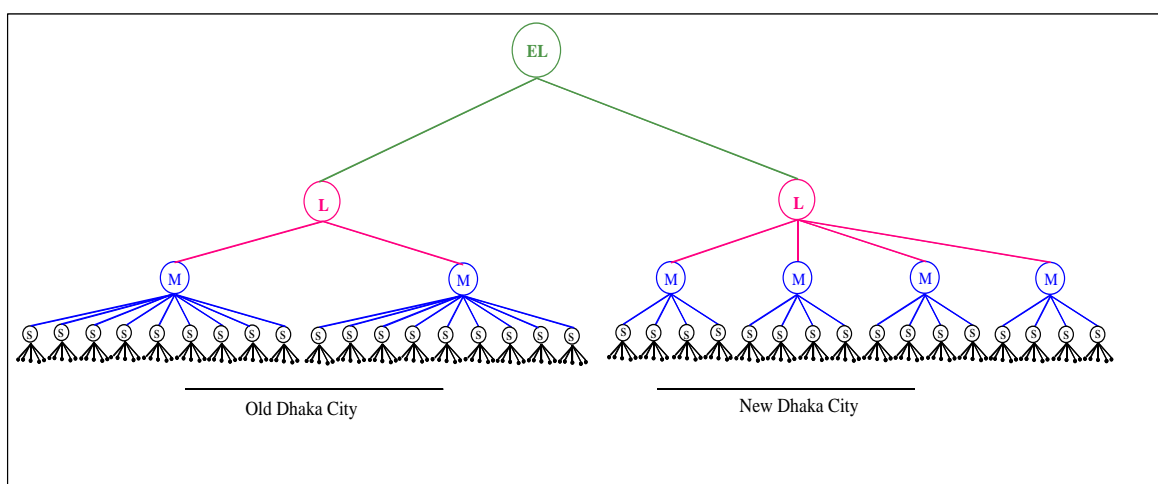 EL
L L
M M M M M M
S S S S S S S S S S S S S S S S S S S S S S S S S S S S S S S S S S
Old Dhaka City
New Dhaka City